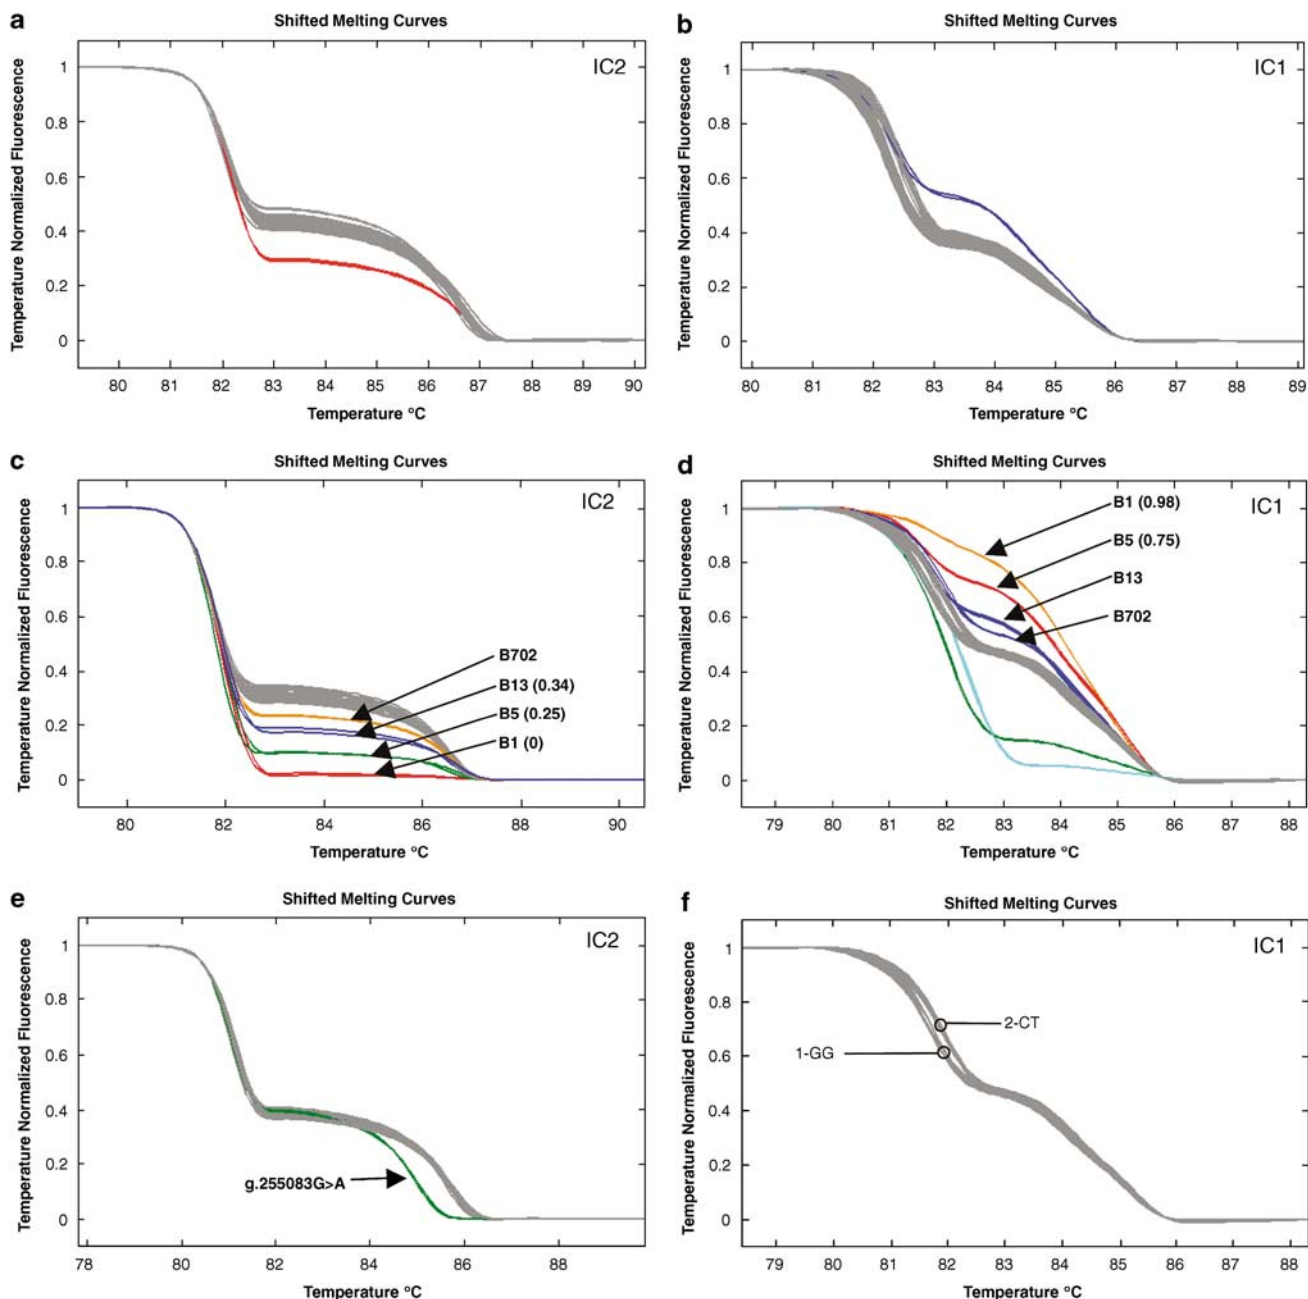 a
Shifted Melting Curves
IC2
Temperature Normalized Fluorescence
1
0.8
0.6
0.4
0.2
0
80 81 82 83 84 85 86 87 88 89 90
Temperature °C
b
Shifted Melting Curves
IC1
Temperature Normalized Fluorescence
1
0.8
0.6
0.4
0.2
0
80 81 82 83 84 85 86 87 88 89
Temperature °C
c
Shifted Melting Curves
IC2
Temperature Normalized Fluorescence
1
0.8
0.6
0.4
0.2
0
B702
B13 (0.34)
B5 (0.25)
B1 (0)
80 82 84 86 88 90
Temperature °C
d
Shifted Melting Curves
IC1
Temperature Normalized Fluorescence
1
0.8
0.6
0.4
0.2
0
B1 (0.98)
B5 (0.75)
B13
B702
79 80 81 82 83 84 85 86 87 88
Temperature °C
e
Shifted Melting Curves
IC2
Temperature Normalized Fluorescence
1
0.8
0.6
0.4
0.2
0
g.255083G>A
78 80 82 84 86 88
Temperature °C
f
Shifted Melting Curves
IC1
Temperature Normalized Fluorescence
1
0.8
0.6
0.4
0.2
0
2-CT
1-GG
79 80 81 82 83 84 85 86 87 88
Temperature °C